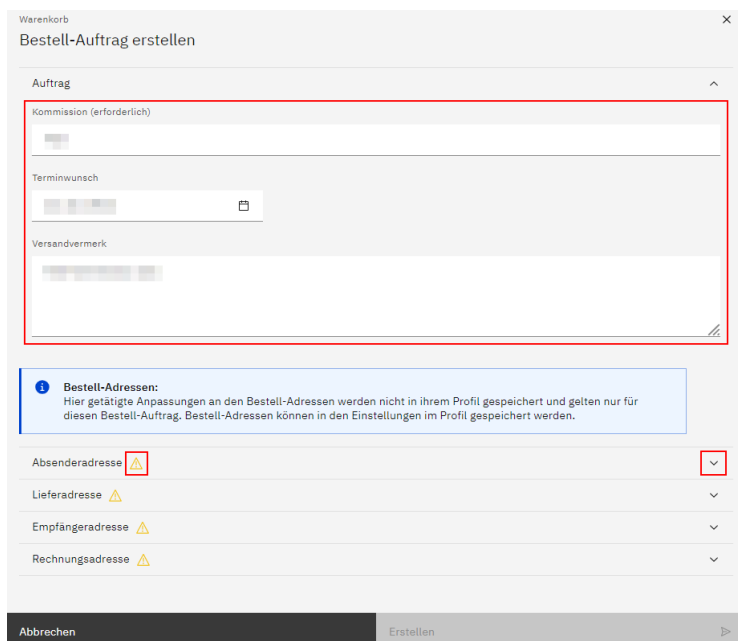 Warenkorb
Bestell-Auftrag erstellen
Auftrag
Kommission (erforderlich)
Terminwunsch
Versandvermerk
Bestell-Adressen:
Hier getätigte Anpassungen an den Bestell-Adressen werden nicht in ihrem Profil gespeichert und gelten nur für
diesen Bestell-Auftrag. Bestell-Adressen können in den Einstellungen im Profil gespeichert werden.
Absenderadresse
Lieferadresse
Empfängeradresse
Rechnungsadresse
Abbrechen
Erstellen